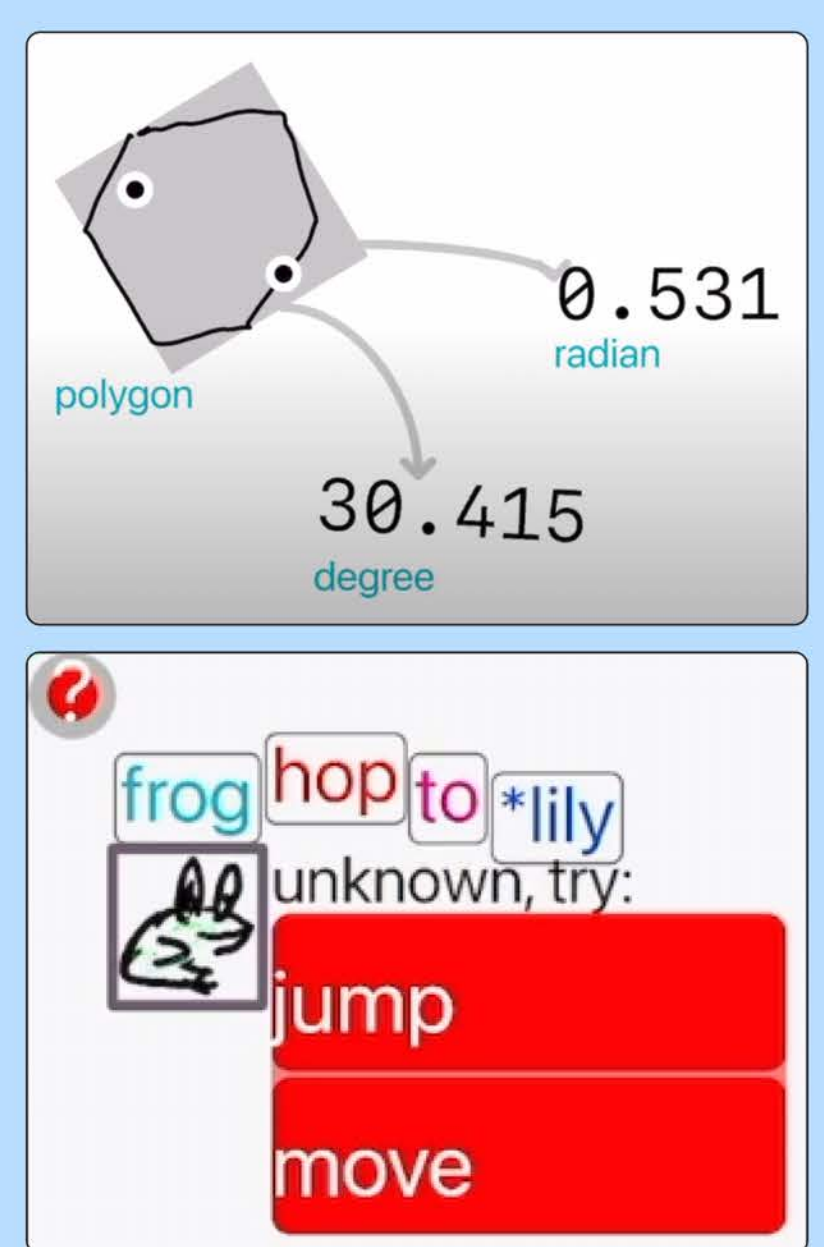 0.531
radian
polygon
30.415
degree
?
frog hop to *lily
unknown, try:
jump
move